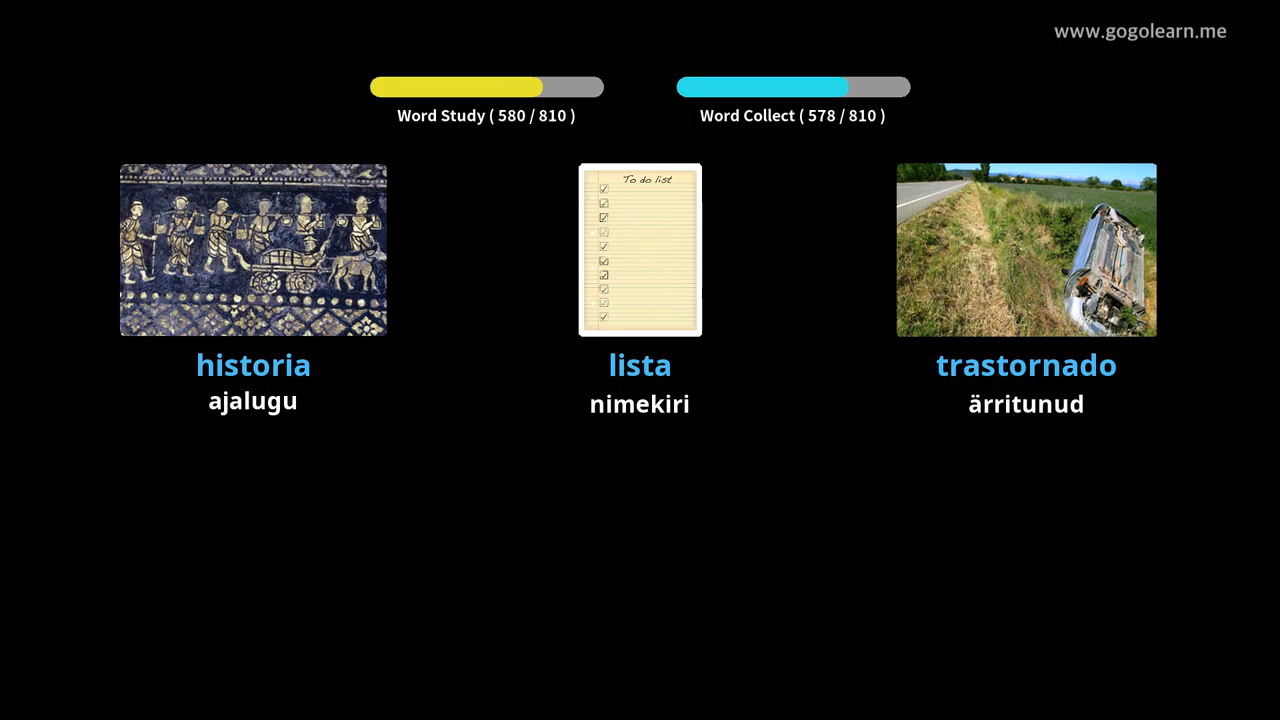 www.gogolearn.me
Word Study ( 580 / 810 )
Word Collect ( 578 / 810 )
To do list
historia
lista
trastornado
ajalugu
nimekiri
ärritunud